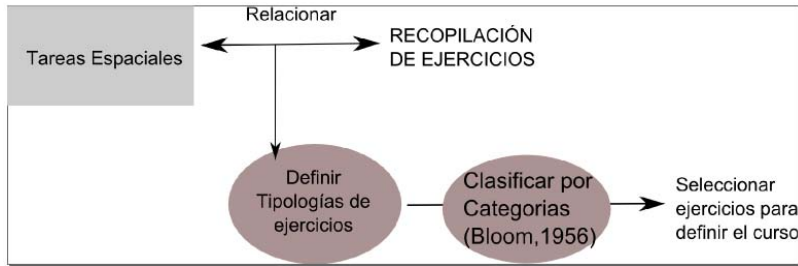 Relacionar
Tareas Espaciales
RECOPILACIÓN
DE EJERCICIOS
Definir
Tipologías de
ejercicios
Clasificar por
Categorias
(Bloom,1956)
Seleccionar
ejercicios para
definir el curso